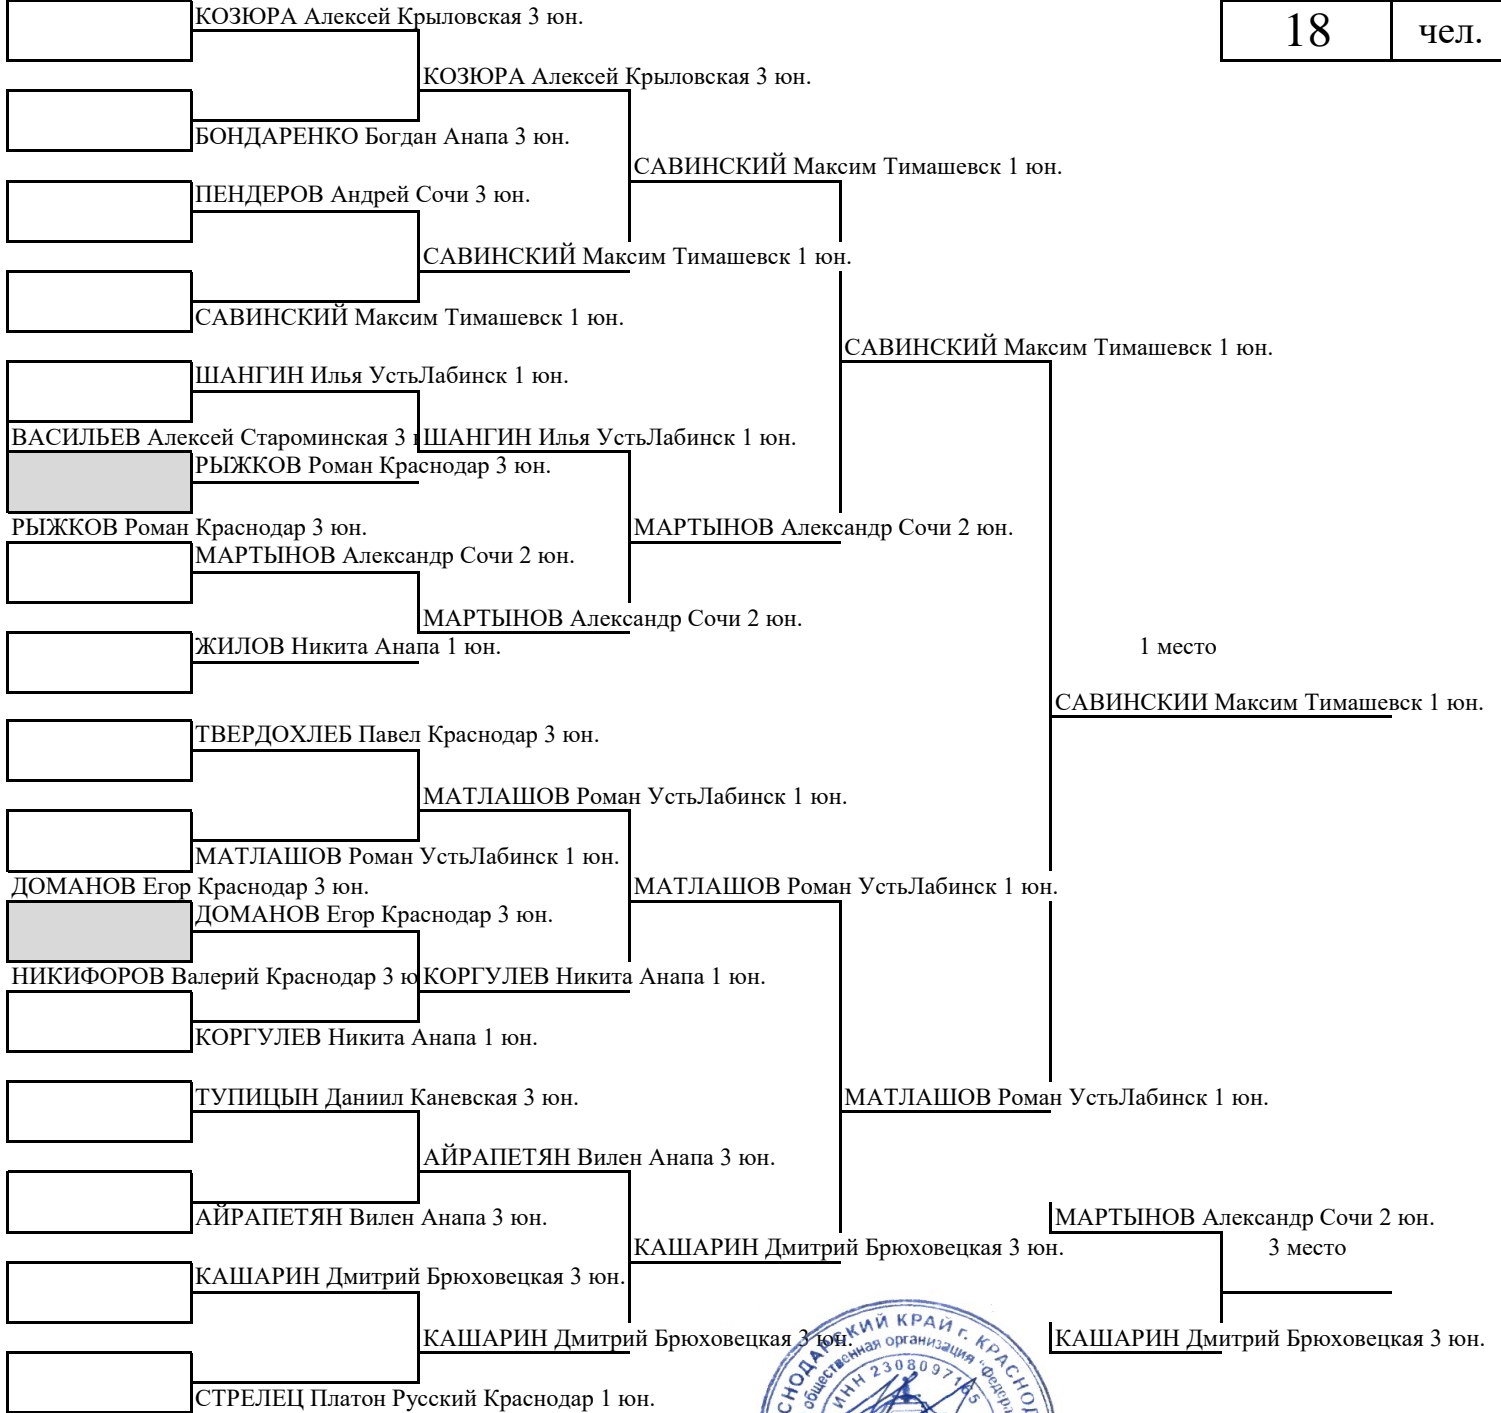 КОЗЮРА Алексей Крыловская 3 юн.
18 чел.
КОЗЮРА Алексей Крыловская 3 юн.
БОНДАРЕНКО Богдан Анапа 3 юн.
САВИНСКИЙ Максим Тимашевск 1 юн.
ПЕНДЕРОВ Андрей Сочи 3 юн.
САВИНСКИЙ Максим Тимашевск 1 юн.
САВИНСКИЙ Максим Тимашевск 1 юн.
САВИНСКИЙ Максим Тимашевск 1 юн.
ШАНГИН Илья УстьЛабинск 1 юн.
ВАСИЛЬЕВ Алексей Староминская 3
ШАНГИН Илья УстьЛабинск 1 юн.
РЫЖКОВ Роман Краснодар 3 юн.
РЫЖКОВ Роман Краснодар 3 юн.
МАРТЫНОВ Александр Сочи 2 юн.
МАРТЫНОВ Александр Сочи 2 юн.
МАРТЫНОВ Александр Сочи 2 юн.
ЖИЛОВ Никита Анапа 1 юн.
1 место
САВИНСКИИ Максим Тимашевск 1 юн.
ТВЕРДОХЛЕБ Павел Краснодар 3 юн.
МАТЛАШОВ Роман УстьЛабинск 1 юн.
МАТЛАШОВ Роман УстьЛабинск 1 юн.
ДОМАНОВ Егор Краснодар 3 юн.
МАТЛАШОВ Роман УстьЛабинск 1 юн.
ДОМАНОВ Егор Краснодар 3 юн.
НИКИФОРОВ Валерий Краснодар 3 ю
КОРГУЛЕВ Никита Анапа 1 юн.
КОРГУЛЕВ Никита Анапа 1 юн.
ТУПИЦЫН Даниил Каневская 3 юн.
МАТЛАШОВ Роман УстьЛабинск 1 юн.
АЙРАПЕТЯН Вилен Анапа 3 юн.
АЙРАПЕТЯН Вилен Анапа 3 юн.
МАРТЫНОВ Александр Сочи 2 юн.
КАШАРИН Дмитрий Брюховецкая 3 юн.
3 место
КАШАРИН Дмитрий Брюховецкая 3 юн.
КАШАРИН Дмитрий Брюховецкая 3 юн.
КАШАРИН Дмитрий Брюховецкая 3 юн.
СТРЕЛЕЦ Платон Русский Краснодар 1 юн.
КРАЙ г.
общественная организация
ИНН 2308097165